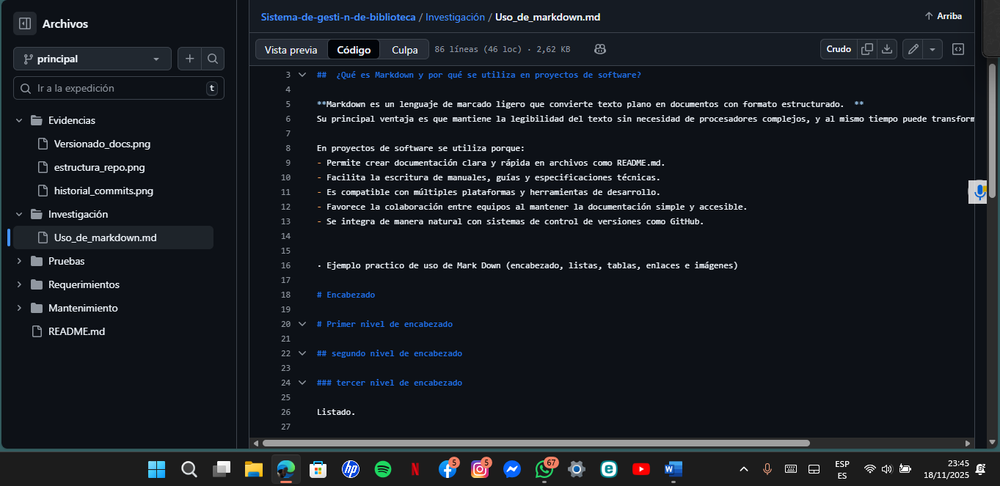 Archivos
principal
Ir a la expedición
t
Evidencias
Versionado_docs.png
estructura_repo.png
historial_commits.png
Investigación
Uso_de_markdown.md
Pruebas
Requerimientos
Mantenimiento
README.md
Sistema-de-gesti-n-de-biblioteca / Investigación / Uso_de_markdown.md
Arriba
Vista previa Código Culpa 86 líneas (46 loc) · 2,62 KB
Crudo
3 ## ¿Qué es Markdown y por qué se utiliza en proyectos de software?
4
5 **Markdown es un lenguaje de marcado ligero que convierte texto plano en documentos con formato estructurado. **
6 Su principal ventaja es que mantiene la legibilidad del texto sin necesidad de procesadores complejos, y al mismo tiempo puede transform
7
8 En proyectos de software se utiliza porque:
9 - Permite crear documentación clara y rápida en archivos como README.md.
10 - Facilita la escritura de manuales, guías y especificaciones técnicas.
11 - Es compatible con múltiples plataformas y herramientas de desarrollo.
12 - Favorece la colaboración entre equipos al mantener la documentación simple y accesible.
13 - Se integra de manera natural con sistemas de control de versiones como GitHub.
14
15
16 · Ejemplo practico de uso de Mark Down (encabezado, listas, tablas, enlaces e imágenes)
17
18 # Encabezado
19
20 # Primer nivel de encabezado
21
22 ## segundo nivel de encabezado
23
24 ### tercer nivel de encabezado
25
26 Listado.
27
hp
N
5
5
67
e
W
ESP
ES
23:45
18/11/2025